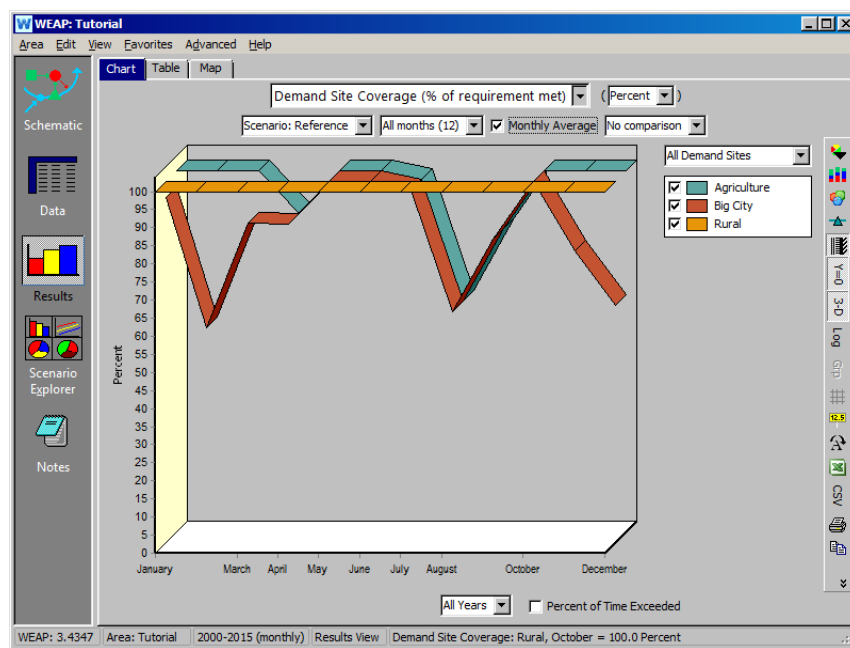 WEAP: Tutorial
Area Edit View Favorites Advanced Help
Chart Table Map
Demand Site Coverage (% of requirement met) (Percent)
Scenario: Reference All months (12) Monthly Average No comparison
All Demand Sites
Agriculture
Big City
Rural
Schematic
Data
Results
Scenario
Explorer
Notes
Percent
100
95
90
85
80
75
70
65
60
55
50
45
40
35
30
25
20
15
10
5
0
January March April May June July August October December
All Years Percent of Time Exceeded
Y=0
3-D
Log
Grp
12.5
A
CSV
WEAP: 3.4347 Area: Tutorial 2000-2015 (monthly) Results View Demand Site Coverage: Rural, October = 100.0 Percent